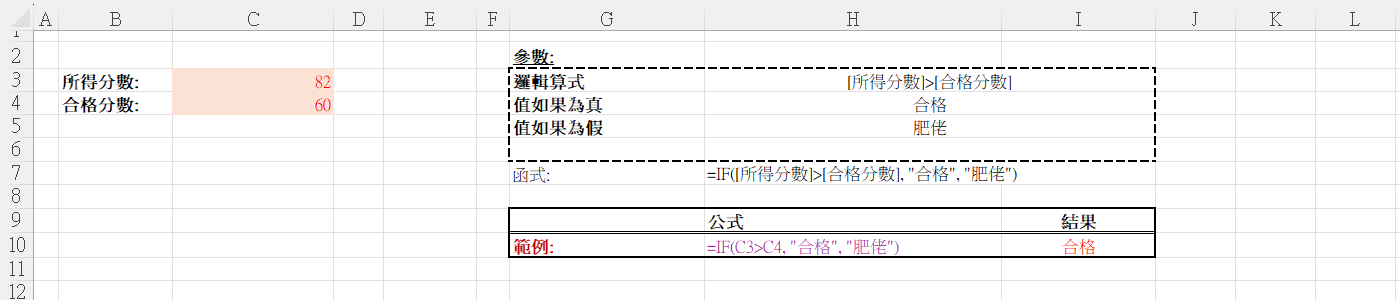 A B C D E F G H I J K L
1
2 參數:
3 所得分數: 82 邏輯算式 [所得分數]>[合格分數]
4 合格分數: 60 值如果為真 合格
5 值如果為假 肥佬
6
7 函式: =IF([所得分數]>[合格分數], "合格", "肥佬")
8
9 公式 結果
10 範例: =IF(C3>C4, "合格", "肥佬") 合格
11
12